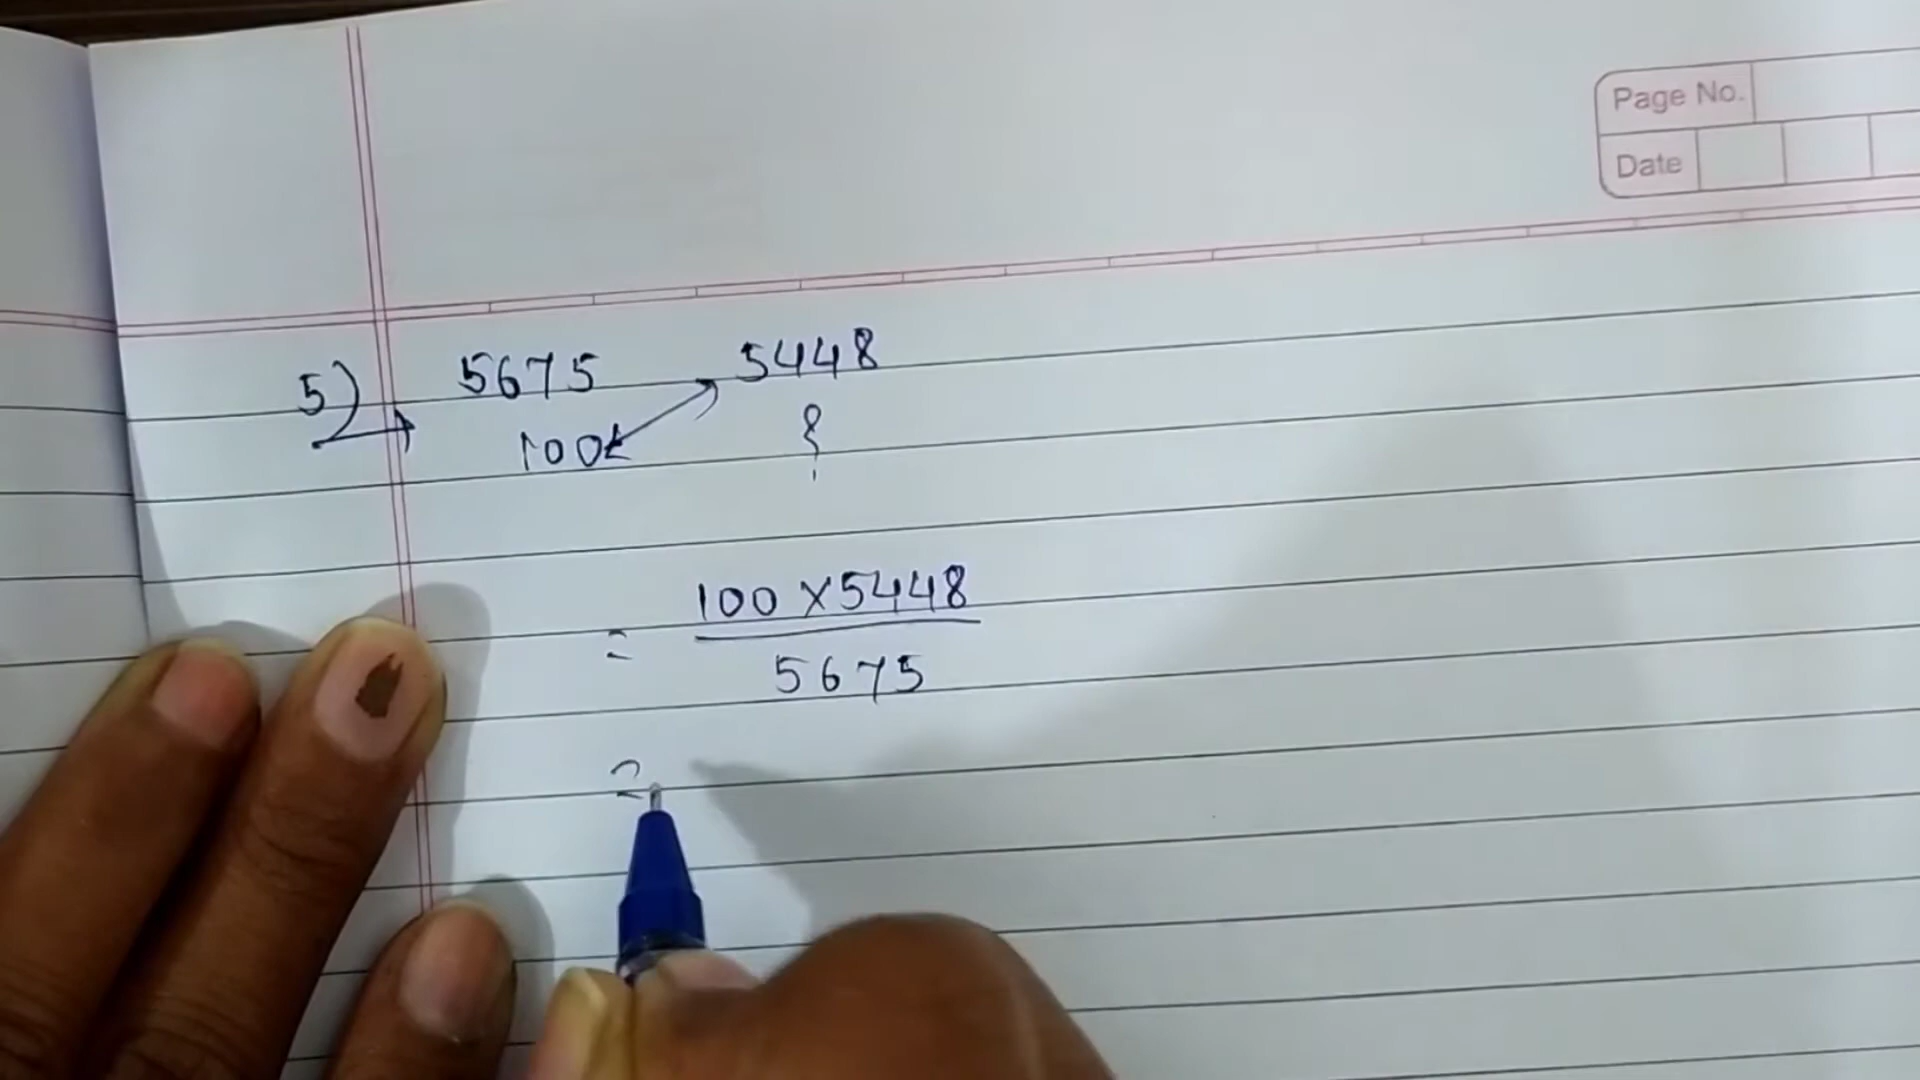 Page No.
Date
5) 5675 5448
100 ?
= 100 × 5448
5675
=